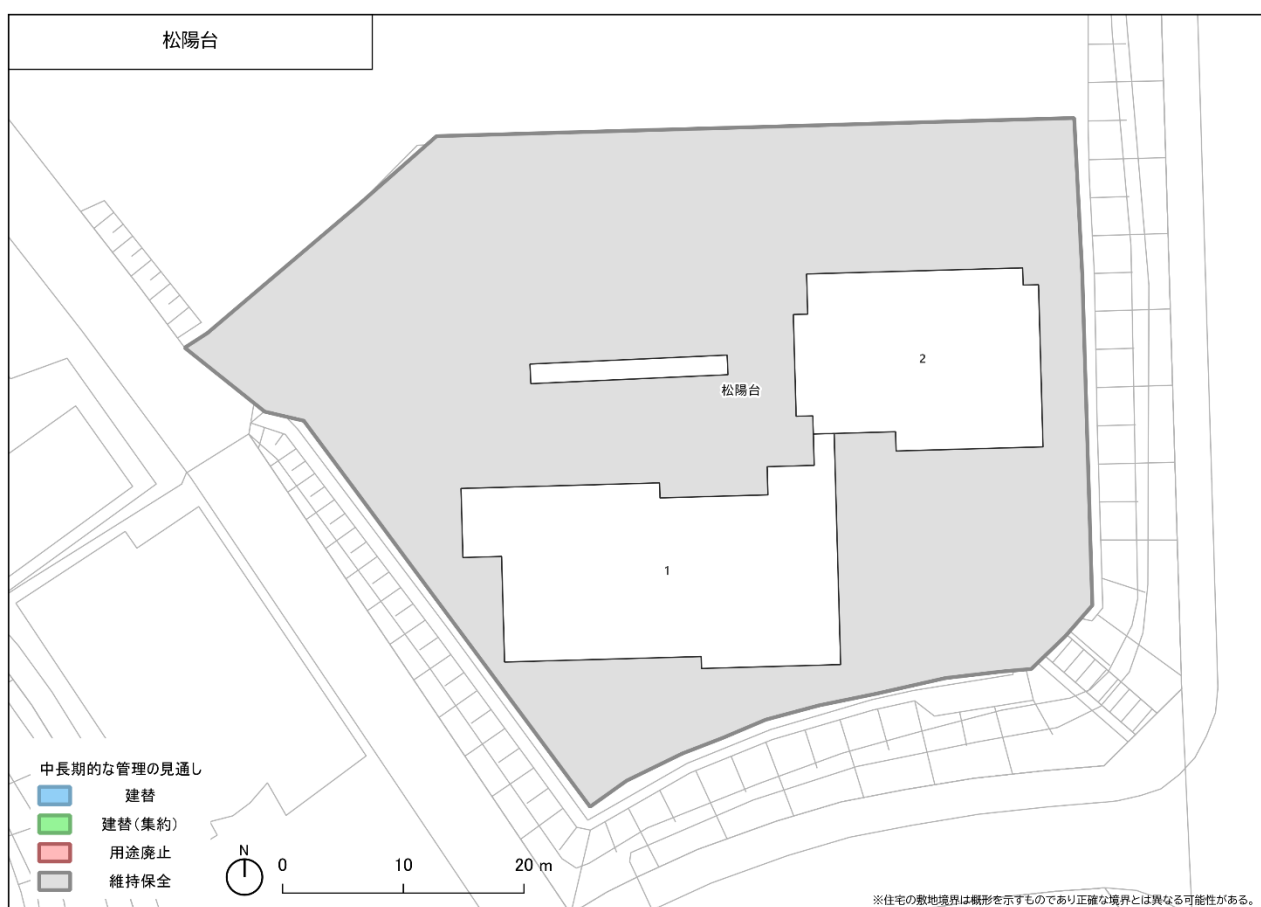 松陽台
2
松陽台
1
中長期的な管理の見通し
建替
建替(集約)
用途廃止
維持保全
N
0 10 20 m
※住宅の敷地境界は概形を示すものであり正確な境界とは異なる可能性がある。